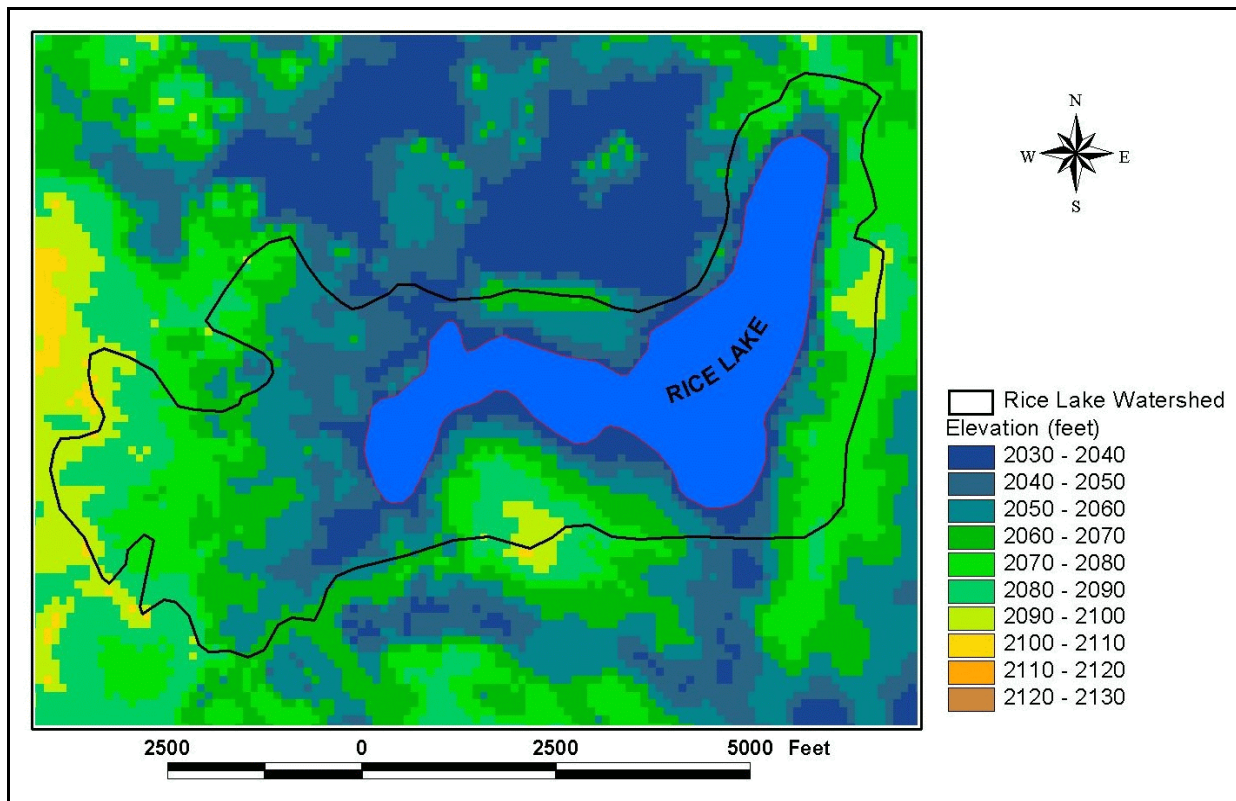 N
W E
S
RICE LAKE
Rice Lake Watershed
Elevation (feet)
2030 - 2040
2040 - 2050
2050 - 2060
2060 - 2070
2070 - 2080
2080 - 2090
2090 - 2100
2100 - 2110
2110 - 2120
2120 - 2130
2500 0 2500 5000 Feet